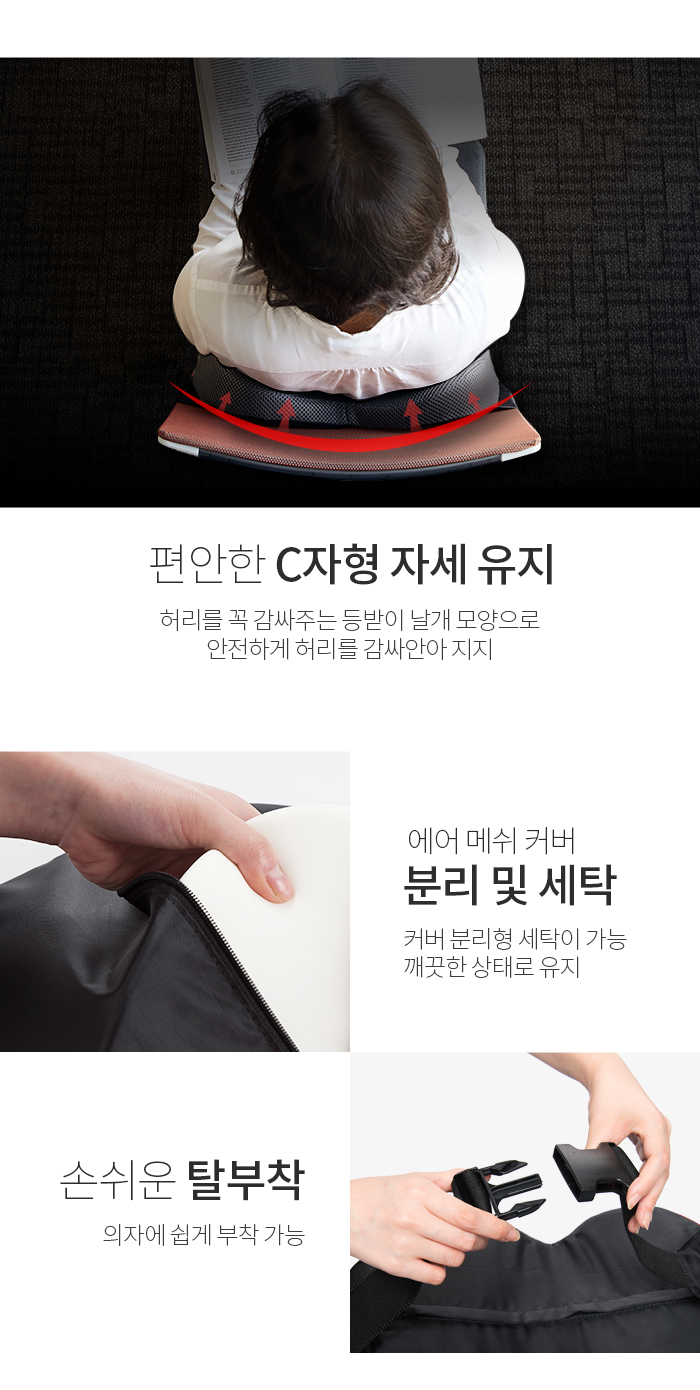 편안한 C자형 자세 유지
허리를 꼭 감싸주는 등받이 날개 모양으로
안전하게 허리를 감싸안아 지지
에어 메쉬 커버
분리 및 세탁
커버 분리형 세탁이 가능
깨끗한 상태로 유지
손쉬운 탈부착
의자에 쉽게 부착 가능